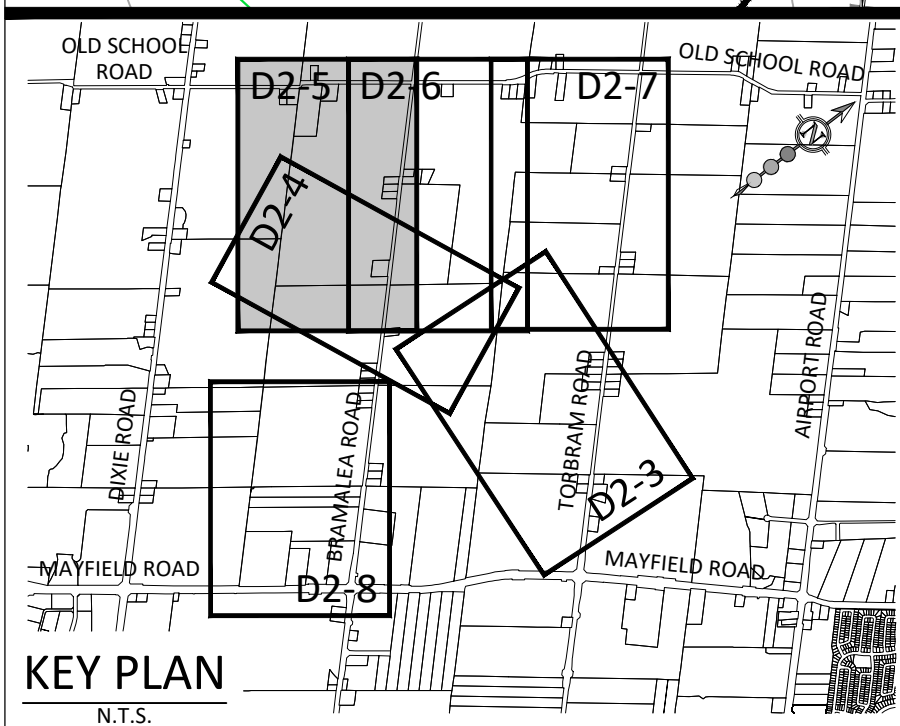 OLD SCHOOL
ROAD
OLD SCHOOL ROAD
D2-5
D2-6
D2-7
N
D2-4
AIRPORT ROAD
DIXIE ROAD
BRAMALEA ROAD
TORBRAM ROAD
D2-3
MAYFIELD ROAD
MAYFIELD ROAD
D2-8
KEY PLAN
N.T.S.